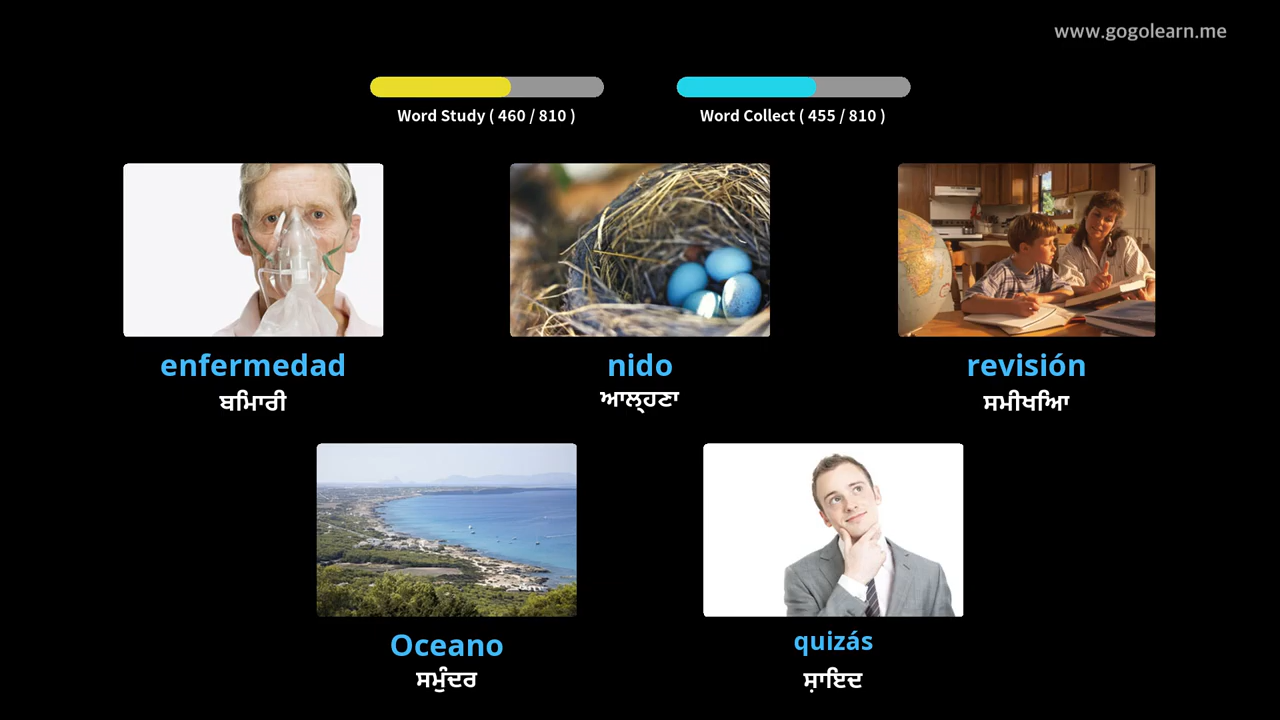 www.gogolearn.me
Word Study ( 460 / 810 )
Word Collect ( 455 / 810 )
enfermedad
ਬਿਮਾਰੀ
nido
ਆਲ੍ਹਣਾ
revisión
ਸਮੀਖਿਆ
Oceano
ਸਮੁੰਦਰ
quizás
ਸ਼ਾਇਦ